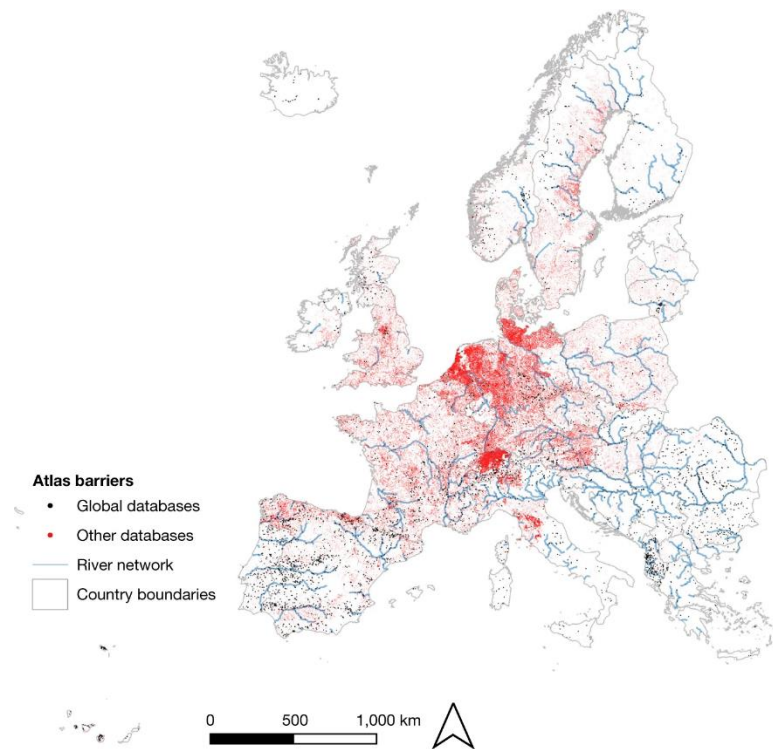 Atlas barriers
Global databases
Other databases
River network
Country boundaries
0 500 1,000 km